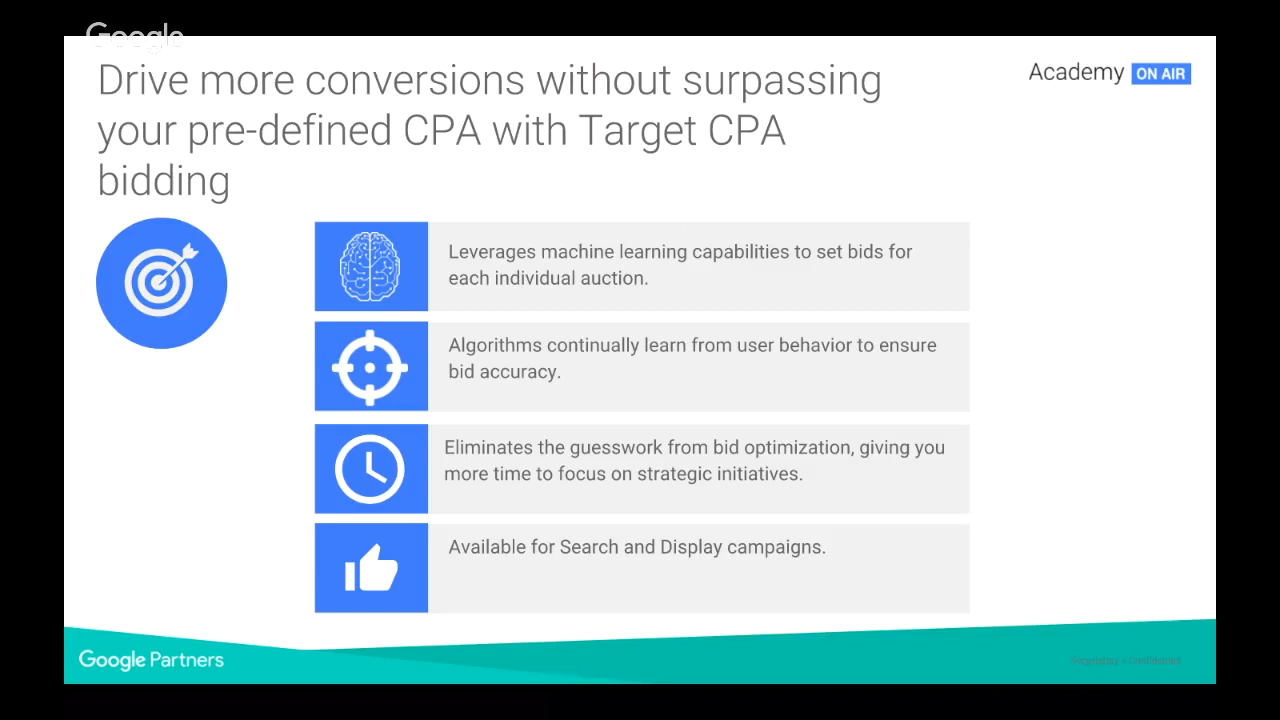 Google
Drive more conversions without surpassing
your pre-defined CPA with Target CPA
bidding
Academy ON AIR
Leverages machine learning capabilities to set bids for
each individual auction.
Algorithms continually learn from user behavior to ensure
bid accuracy.
Eliminates the guesswork from bid optimization, giving you
more time to focus on strategic initiatives.
Available for Search and Display campaigns.
Google Partners
Proprietary + Confidential